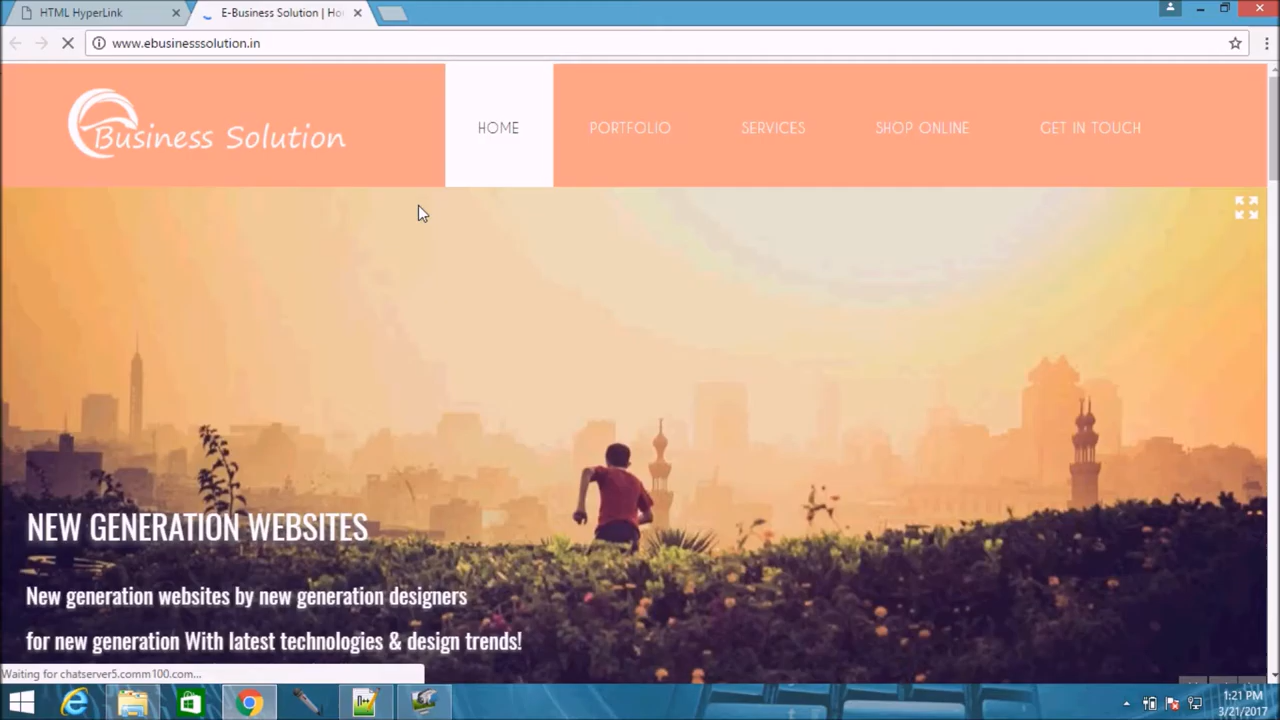 HTML HyperLink
E-Business Solution | Ho
www.ebusinesssolution.in
Business Solution
HOME
PORTFOLIO
SERVICES
SHOP ONLINE
GET IN TOUCH
NEW GENERATION WEBSITES
New generation websites by new generation designers
for new generation With latest technologies & design trends!
Waiting for chatserver5.comm100.com...
1:21 PM
3/21/2017